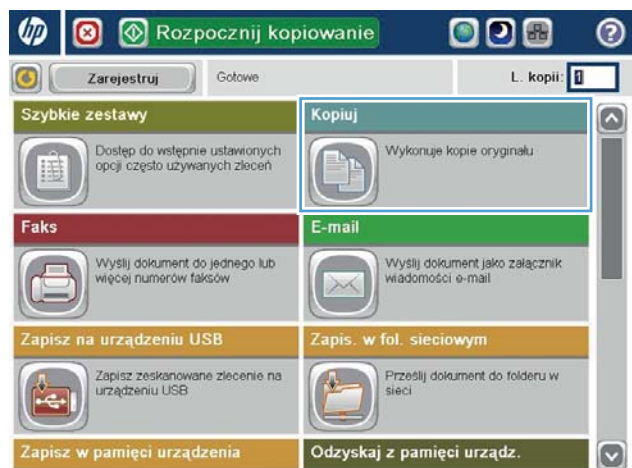 hp
Rozpocznij kopiowanie
?
Zarejestruj
Gotowe
L. kopii: 1
Szybkie zestawy
Dostęp do wstępnie ustawionych
opcji często używanych zleceń
Kopiuj
Wykonuje kopie oryginału
Faks
Wyślij dokument do jednego lub
więcej numerów faksów
E-mail
Wyślij dokument jako załącznik
wiadomości e-mail
Zapisz na urządzeniu USB
Zapisz zeskanowane zlecenie na
urządzeniu USB
Zapis. w fol. sieciowym
Prześlij dokument do folderu w
sieci
Zapisz w pamięci urządzenia
Odzyskaj z pamięci urządz.